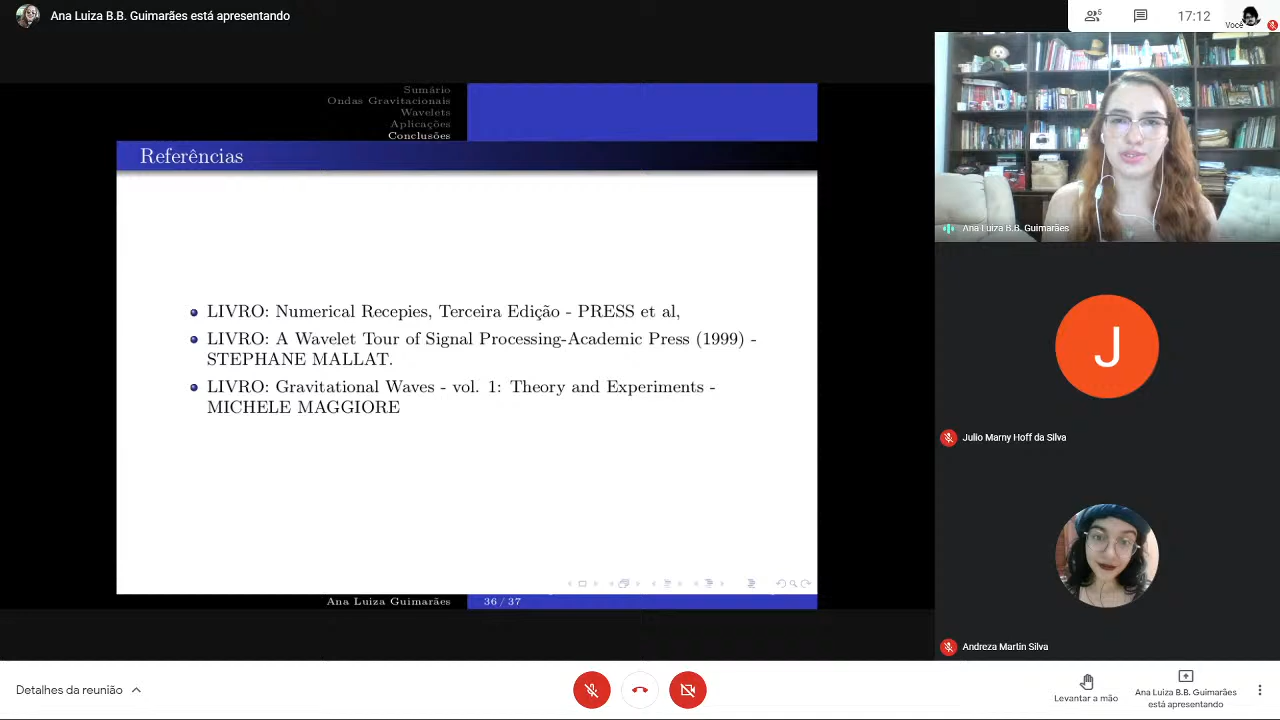 Ana Luiza B.B. Guimarães está apresentando
5
17:12
Você
Sumário
Ondas Gravitacionais
Wavelets
Aplicações
Conclusões
Referências
LIVRO: Numerical Recepies, Terceira Edição - PRESS et al,
LIVRO: A Wavelet Tour of Signal Processing-Academic Press (1999) -
STEPHANE MALLAT.
LIVRO: Gravitational Waves - vol. 1: Theory and Experiments -
MICHELE MAGGIORE
Ana Luiza Guimarães
36 / 37
Ana Luiza B.B. Guimarães
J
Julio Marny Hoff da Silva
Andreza Martin Silva
Detalhes da reunião
Levantar a mão
Ana Luiza B.B. Guimarães
está apresentando